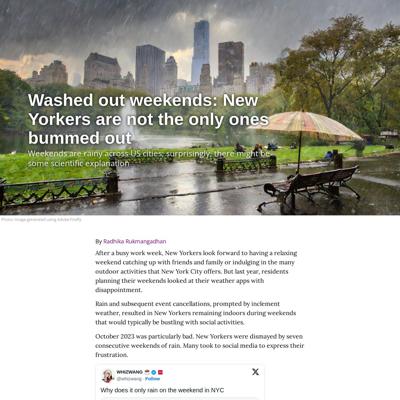 Washed out weekends: New
Yorkers are not the only ones
bummed out
Weekends are rainy across US cities; surprisingly, there might be
some scientific explanation
Photo: Image generated using Adobe Firefly
By Radhika Rukmangadhan
After a busy work week, New Yorkers look forward to having a relaxing
weekend catching up with friends and family or indulging in the many
outdoor activities that New York City offers. But last year, residents
planning their weekends looked at their weather apps with
disappointment.
Rain and subsequent event cancellations, prompted by inclement
weather, resulted in New Yorkers remaining indoors during weekends
that would typically be bustling with social activities.
October 2023 was particularly bad. New Yorkers were dismayed by seven
consecutive weekends of rain. Many took to social media to express their
frustration.
WHIZWANG
@whizwang · Follow
Why does it only rain on the weekend in NYC